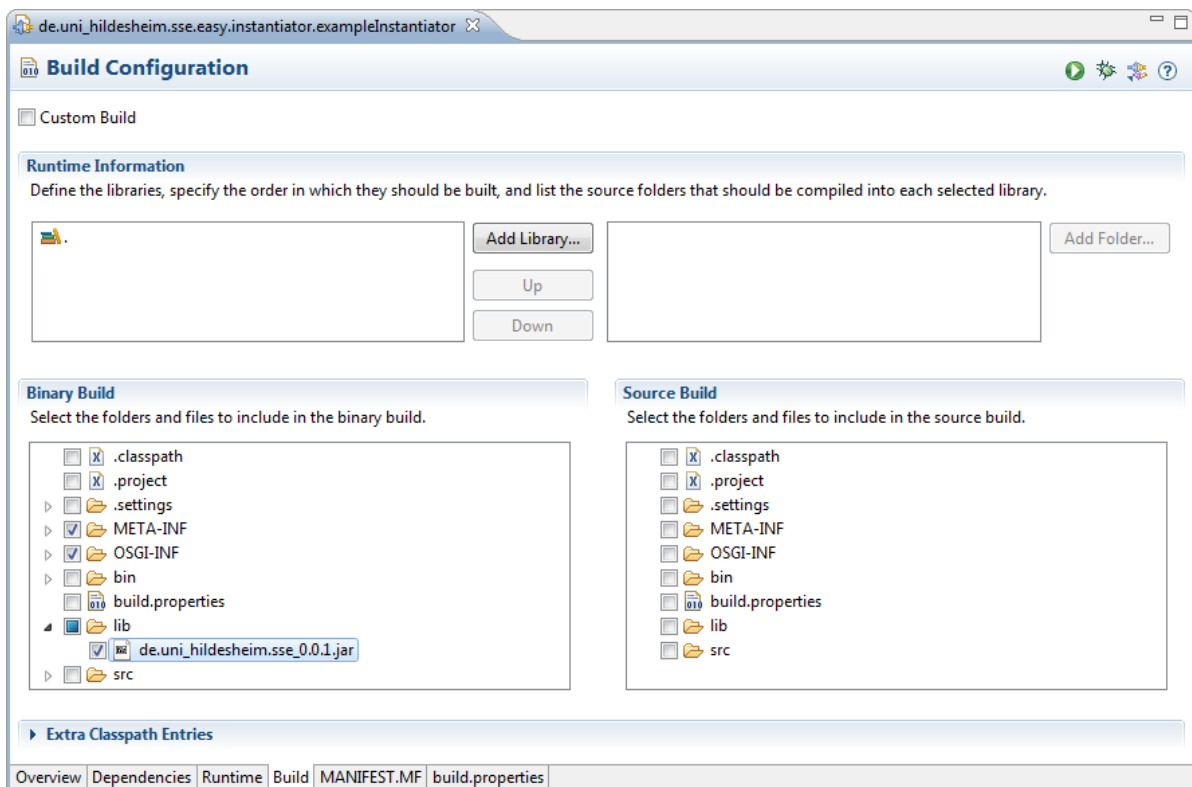 de.uni_hildesheim.sse.easy.instantiator.exampleInstantiator
Build Configuration
Custom Build
Runtime Information
Define the libraries, specify the order in which they should be built, and list the source folders that should be compiled into each selected library.
.
Add Library...
Add Folder...
Up
Down
Binary Build
Select the folders and files to include in the binary build.
.classpath
.project
.settings
META-INF
OSGI-INF
bin
build.properties
lib
de.uni_hildesheim.sse_0.0.1.jar
src
Source Build
Select the folders and files to include in the source build.
.classpath
.project
.settings
META-INF
OSGI-INF
bin
build.properties
lib
src
Extra Classpath Entries
Overview Dependencies Runtime Build MANIFEST.MF build.properties